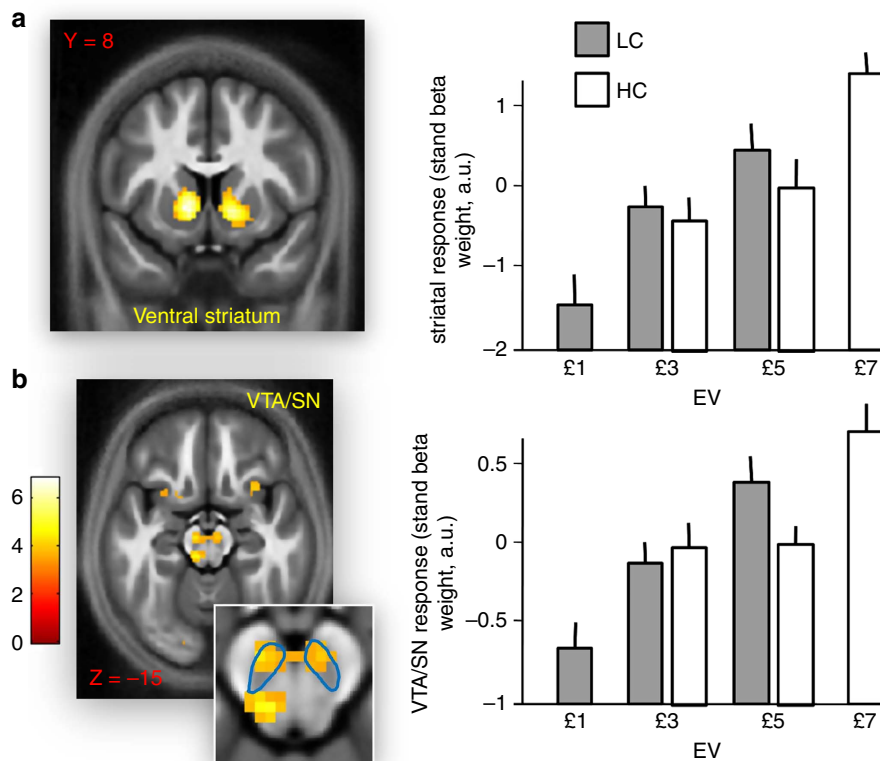 a
Y = 8
Ventral striatum
LC
HC
striatal response (stand beta
weight, a.u.)
1
0
−1
−2
£1
£3
£5
£7
EV
b
VTA/SN
6
4
2
0
Z = −15
VTA/SN response (stand beta
weight, a.u.)
0.5
0
−0.5
−1
£1
£3
£5
£7
EV